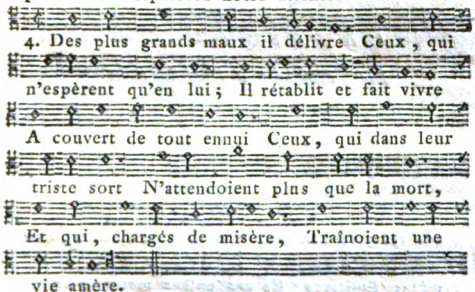 4. Des plus grands maux il délivre Ceux, qui
n'espèrent qu'en lui; Il rétablit et fait vivre
A couvert de tout ennui Ceux, qui dans leur
triste sort N'attendoient plus que la mort,
Et qui, chargés de misère, Traînoient une
vie amère.